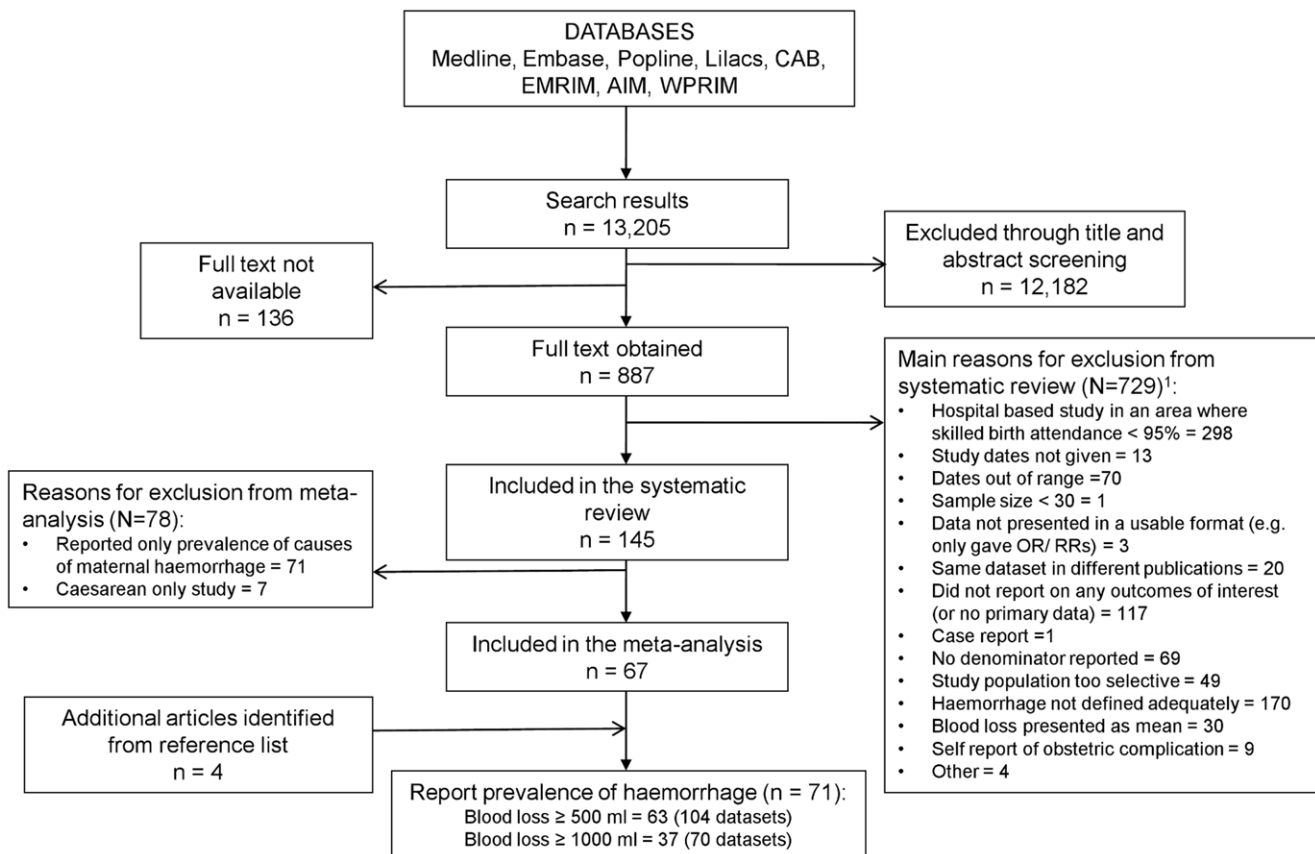 DATABASES
Medline, Embase, Popline, Lilacs, CAB,
EMRIM, AIM, WPRIM
Search results
n = 13,205
Excluded through title and
abstract screening
n = 12,182
Full text not
available
n = 136
Full text obtained
n = 887
Main reasons for exclusion from
systematic review (N=729)¹:
• Hospital based study in an area where
skilled birth attendance < 95% = 298
• Study dates not given = 13
• Dates out of range =70
• Sample size < 30 = 1
• Data not presented in a usable format (e.g.
only gave OR/ RRs) = 3
• Same dataset in different publications = 20
• Did not report on any outcomes of interest
(or no primary data) = 117
• Case report =1
• No denominator reported = 69
• Study population too selective = 49
• Haemorrhage not defined adequately = 170
• Blood loss presented as mean = 30
• Self report of obstetric complication = 9
• Other = 4
Included in the systematic
review
n = 145
Reasons for exclusion from meta-
analysis (N=78):
• Reported only prevalence of causes
of maternal haemorrhage = 71
• Caesarean only study = 7
Included in the meta-analysis
n = 67
Additional articles identified
from reference list
n = 4
Report prevalence of haemorrhage (n = 71):
Blood loss ≥ 500 ml = 63 (104 datasets)
Blood loss ≥ 1000 ml = 37 (70 datasets)